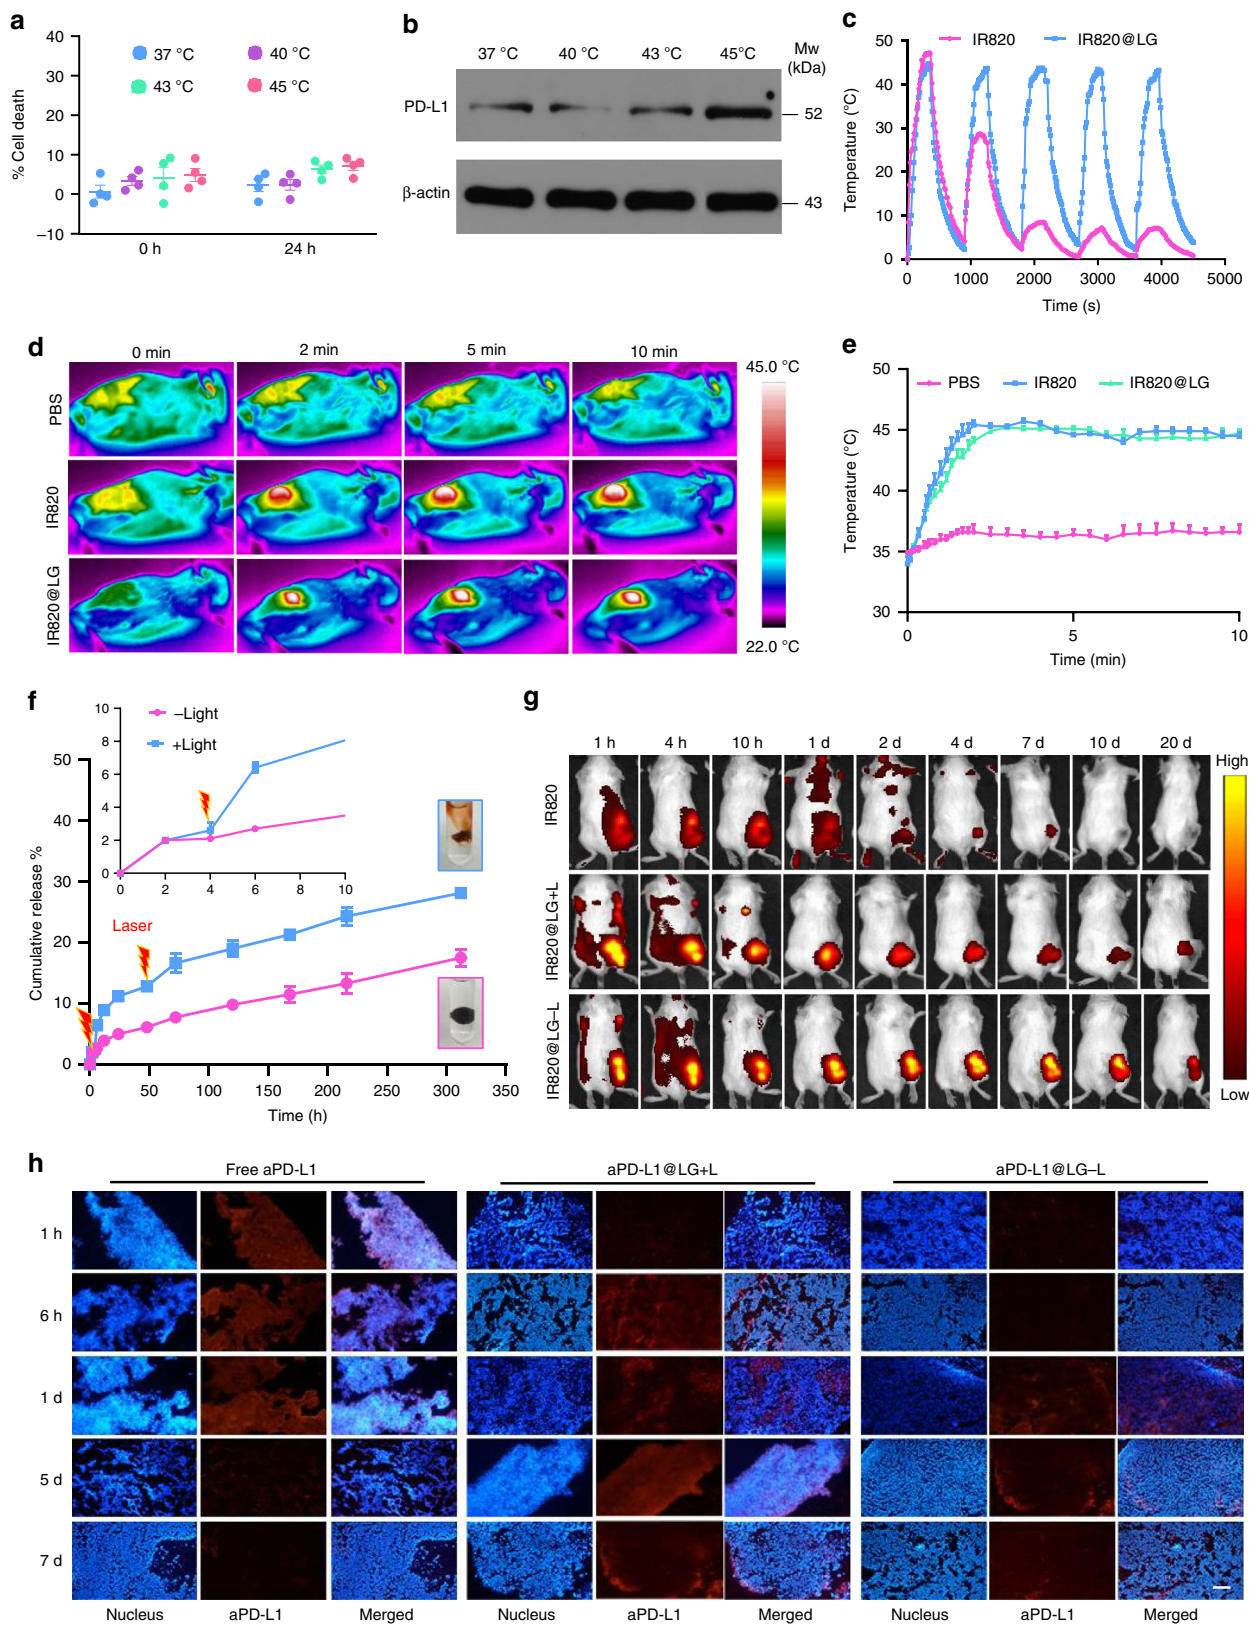 a
% Cell death
40
30
20
10
0
–10
37 °C
40 °C
43 °C
45 °C
0 h
24 h
b
37 °C
40 °C
43 °C
45°C
Mw
(kDa)
PD-L1
52
β-actin
43
c
IR820
IR820@LG
Temperature (°C)
50
40
30
20
10
0
0
1000
2000
3000
4000
5000
Time (s)
d
0 min
2 min
5 min
10 min
PBS
IR820
IR820@LG
45.0 °C
22.0 °C
e
PBS
IR820
IR820@LG
Temperature (°C)
50
45
40
35
30
0
5
10
Time (min)
f
–Light
+Light
10
8
6
4
2
0
0
2
4
6
8
10
Cumulative release %
50
40
30
20
10
0
Laser
0
50
100
150
200
250
300
350
Time (h)
g
1 h
4 h
10 h
1 d
2 d
4 d
7 d
10 d
20 d
IR820
IR820@LG+L
IR820@LG–L
High
Low
h
Free aPD-L1
aPD-L1@LG+L
aPD-L1@LG–L
1 h
6 h
1 d
5 d
7 d
Nucleus
aPD-L1
Merged
Nucleus
aPD-L1
Merged
Nucleus
aPD-L1
Merged